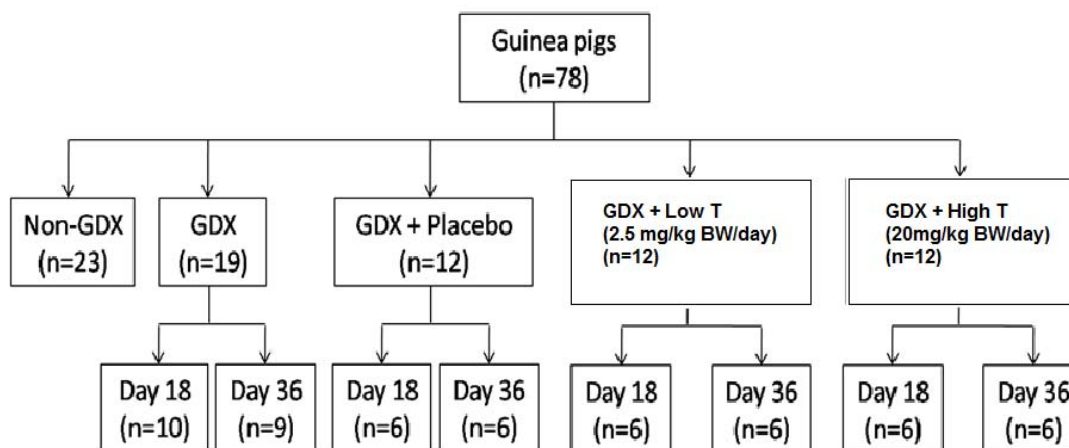 Guinea pigs
(n=78)
Non-GDX
(n=23)
GDX
(n=19)
GDX + Placebo
(n=12)
GDX + Low T
(2.5 mg/kg BW/day)
(n=12)
GDX + High T
(20mg/kg BW/day)
(n=12)
Day 18
(n=10)
Day 36
(n=9)
Day 18
(n=6)
Day 36
(n=6)
Day 18
(n=6)
Day 36
(n=6)
Day 18
(n=6)
Day 36
(n=6)